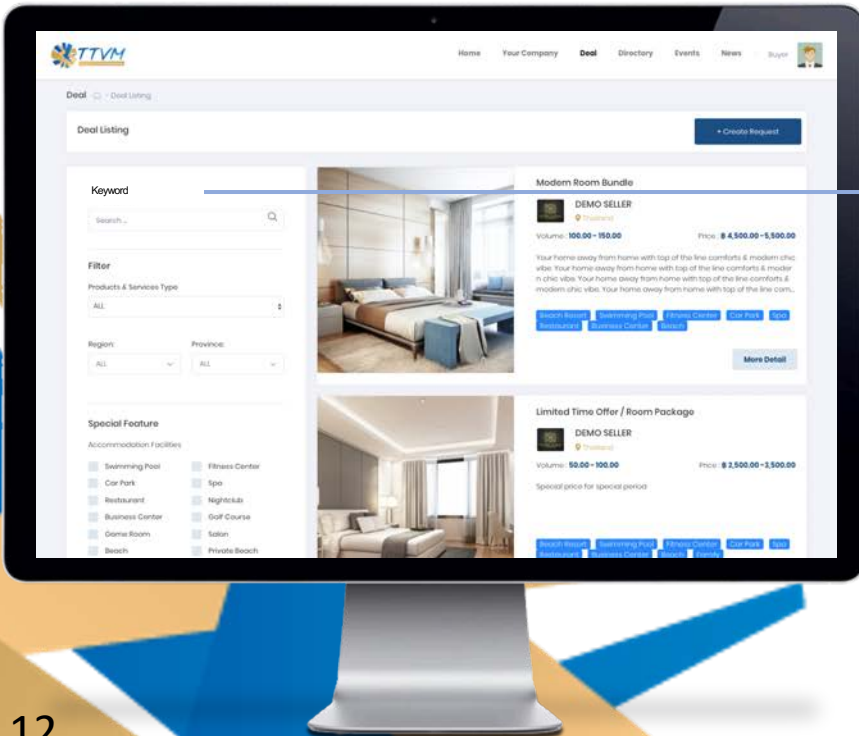 TTVM
Home Your Company Deal Directory Events News Buyer
Deal - Deal Listing
Deal Listing
+ Create Request
Keyword
Search...
Filter
Products & Services Type
ALL
Region:
Province:
ALL
ALL
Special Feature
Accommodation Facilities
Swimming Pool
Fitness Center
Car Park
Spa
Restaurant
Nightclub
Business Center
Golf Course
Game Room
Salon
Beach
Private Beach
Modern Room Bundle
DEMO SELLER
Thailand
Volume : 100.00 - 150.00
Price : ฿ 4,500.00 -5,500.00
Your home away from home with top of the line comforts & modern chic
vibe. Your home away from home with top of the line comforts & moder
n chic vibe. Your home away from home with top of the line comforts &
modern chic vibe. Your home away from home with top of the line com...
Beach Resort Swimming Pool Fitness Center Car Park Spa
Restaurant Business Center Beach
More Detail
Limited Time Offer / Room Package
DEMO SELLER
Thailand
Volume : 50.00 - 100.00
Price : ฿ 2,500.00 -3,500.00
Special price for special period
Beach Resort Swimming Pool Fitness Center Car Park Spa
Restaurant Business Center Beach Family
12